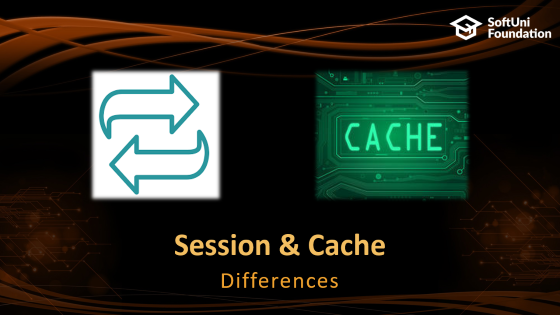 SoftUni
Foundation
CACHE
Session & Cache
Differences